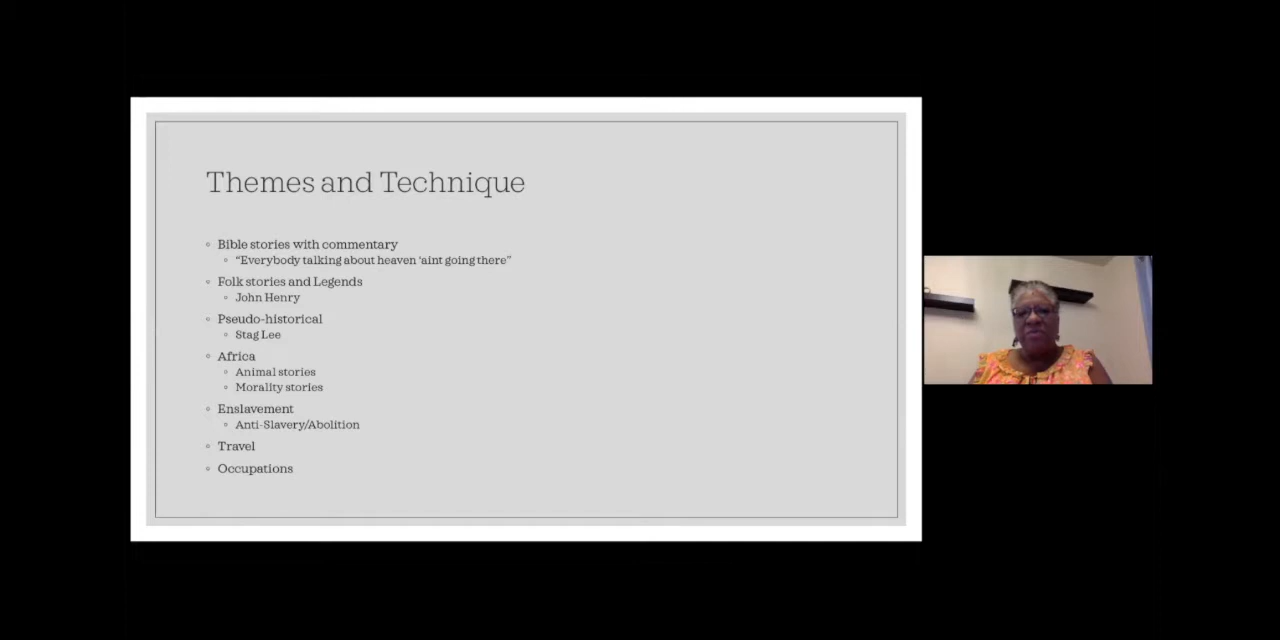 Themes and Technique
Bible stories with commentary
“Everybody talking about heaven ‘aint going there”
Folk stories and Legends
John Henry
Pseudo-historical
Stag Lee
Africa
Animal stories
Morality stories
Enslavement
Anti-Slavery/Abolition
Travel
Occupations